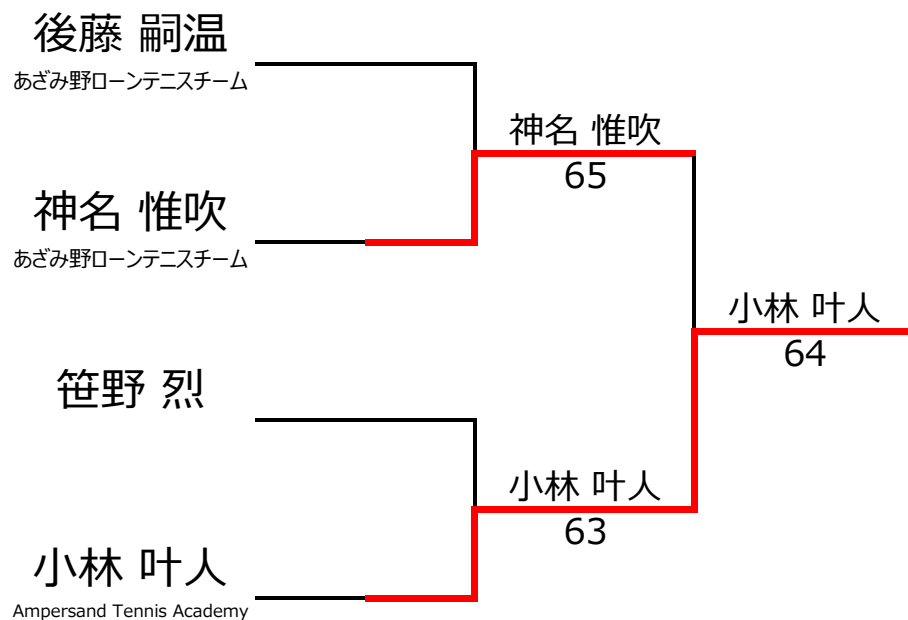 後藤 嗣温
あざみ野ローンテニスチーム
神名 惟吹
65
神名 惟吹
あざみ野ローンテニスチーム
小林 叶人
64
笹野 烈
小林 叶人
63
小林 叶人
Ampersand Tennis Academy